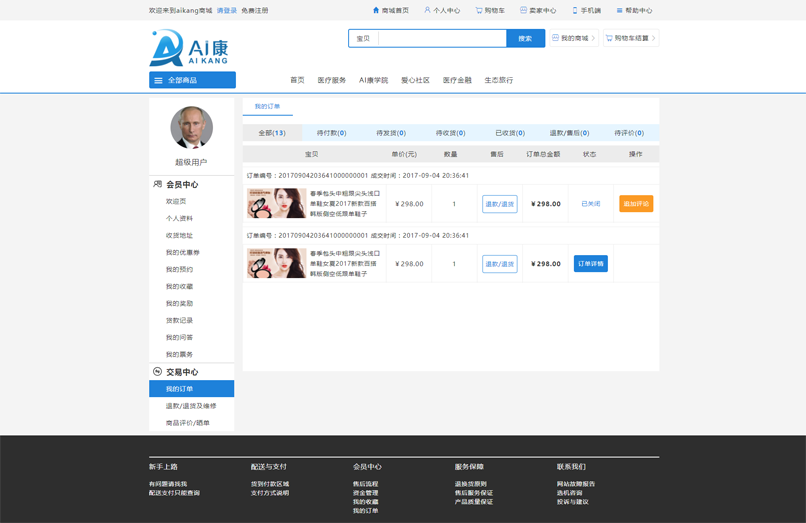 欢迎来到aikang商城 请登录 免费注册
商城首页 个人中心 购物车 卖家中心 手机端 帮助中心
AI康
AI KANG
宝贝 搜索 我的商城 购物车结算
全部商品 首页 医疗服务 AI康学院 爱心社区 医疗金融 生态旅行
超级用户
会员中心
欢迎页
个人资料
收货地址
我的优惠券
我的预约
我的收藏
我的奖励
贷款记录
我的问答
我的票务
交易中心
我的订单
退款/退货及维修
商品评价/晒单
我的订单
全部(13) 待付款(0) 待发货(0) 待收货(0) 已收货(0) 退款/售后(0) 待评价(0)
宝贝 单价(元) 数量 售后 订单总金额 状态 操作
订单编号：20170904203641000000001 成交时间：2017-09-04 20:36:41
春季包头中粗跟尖头浅口
单鞋女夏2017新款百搭
韩版侧空低跟单鞋子
￥298.00 1 退款/退货 ￥298.00 已关闭 追加评论
订单编号：20170904203641000000001 成交时间：2017-09-04 20:36:41
春季包头中粗跟尖头浅口
单鞋女夏2017新款百搭
韩版侧空低跟单鞋子
￥298.00 1 退款/退货 ￥298.00 订单详情
新手上路
有问题请找我
配送支付只能查询
配送与支付
货到付款区域
支付方式说明
会员中心
售后流程
资金管理
我的收藏
我的订单
服务保障
退换货原则
售后服务保证
产品质量保证
联系我们
网站故障报告
选机咨询
投诉与建议